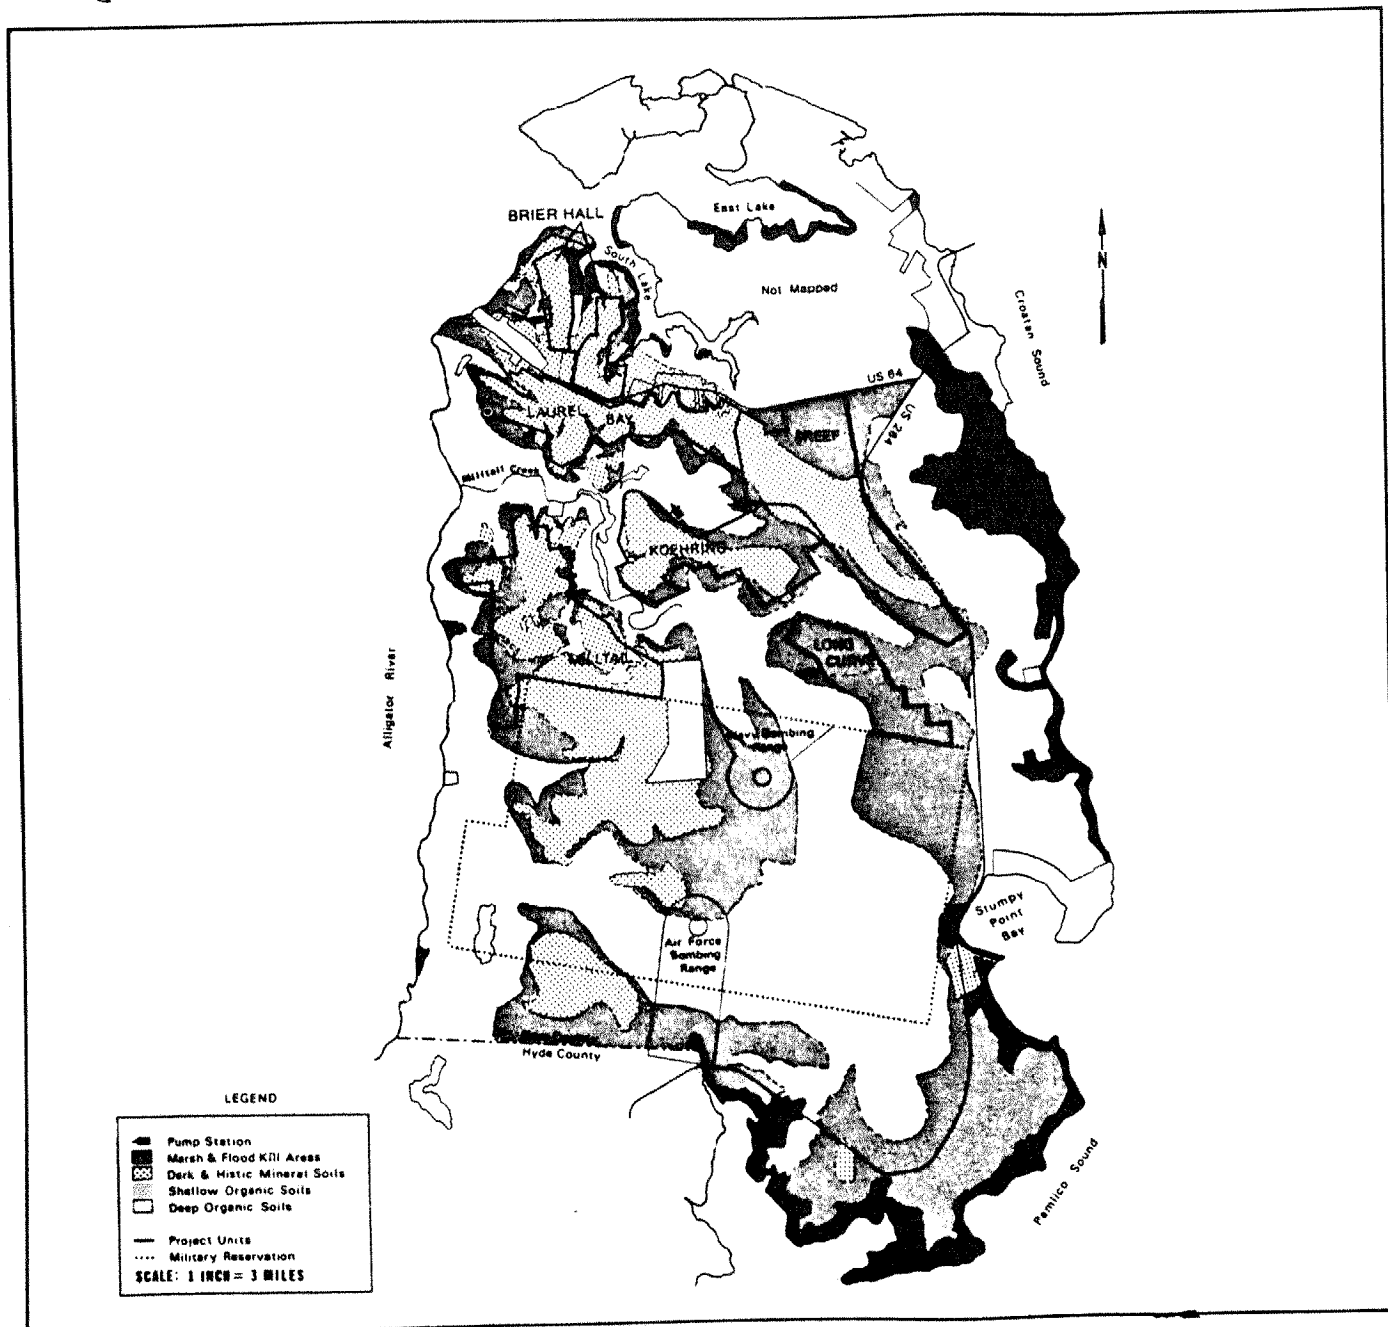 East Lake
BRIER HALL
South Lake
Not Mapped
N
Croatan Sound
US 64
US 264
LAUREL
BAY
PREEF
Milltail Creek
KOEHRING
LONG
CURVE
MILLTAIL
Alligator River
Navy Bombing
Range
Stumpy
Point
Bay
Air Force
Bombing
Range
Hyde County
Pamlico Sound
LEGEND
Pump Station
Marsh & Flood Kill Areas
Dark & Histic Mineral Soils
Shallow Organic Soils
Deep Organic Soils
Project Units
Military Reservation
SCALE: 1 INCH = 3 MILES